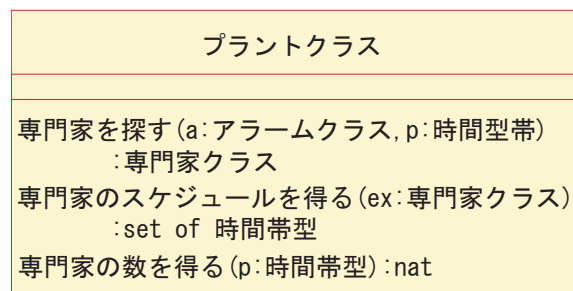 プラントクラス
専門家を探す(a:アラームクラス,p:時間型帯)
:専門家クラス
専門家のスケジュールを得る(ex:専門家クラス)
:set of 時間帯型
専門家の数を得る(p:時間帯型):nat